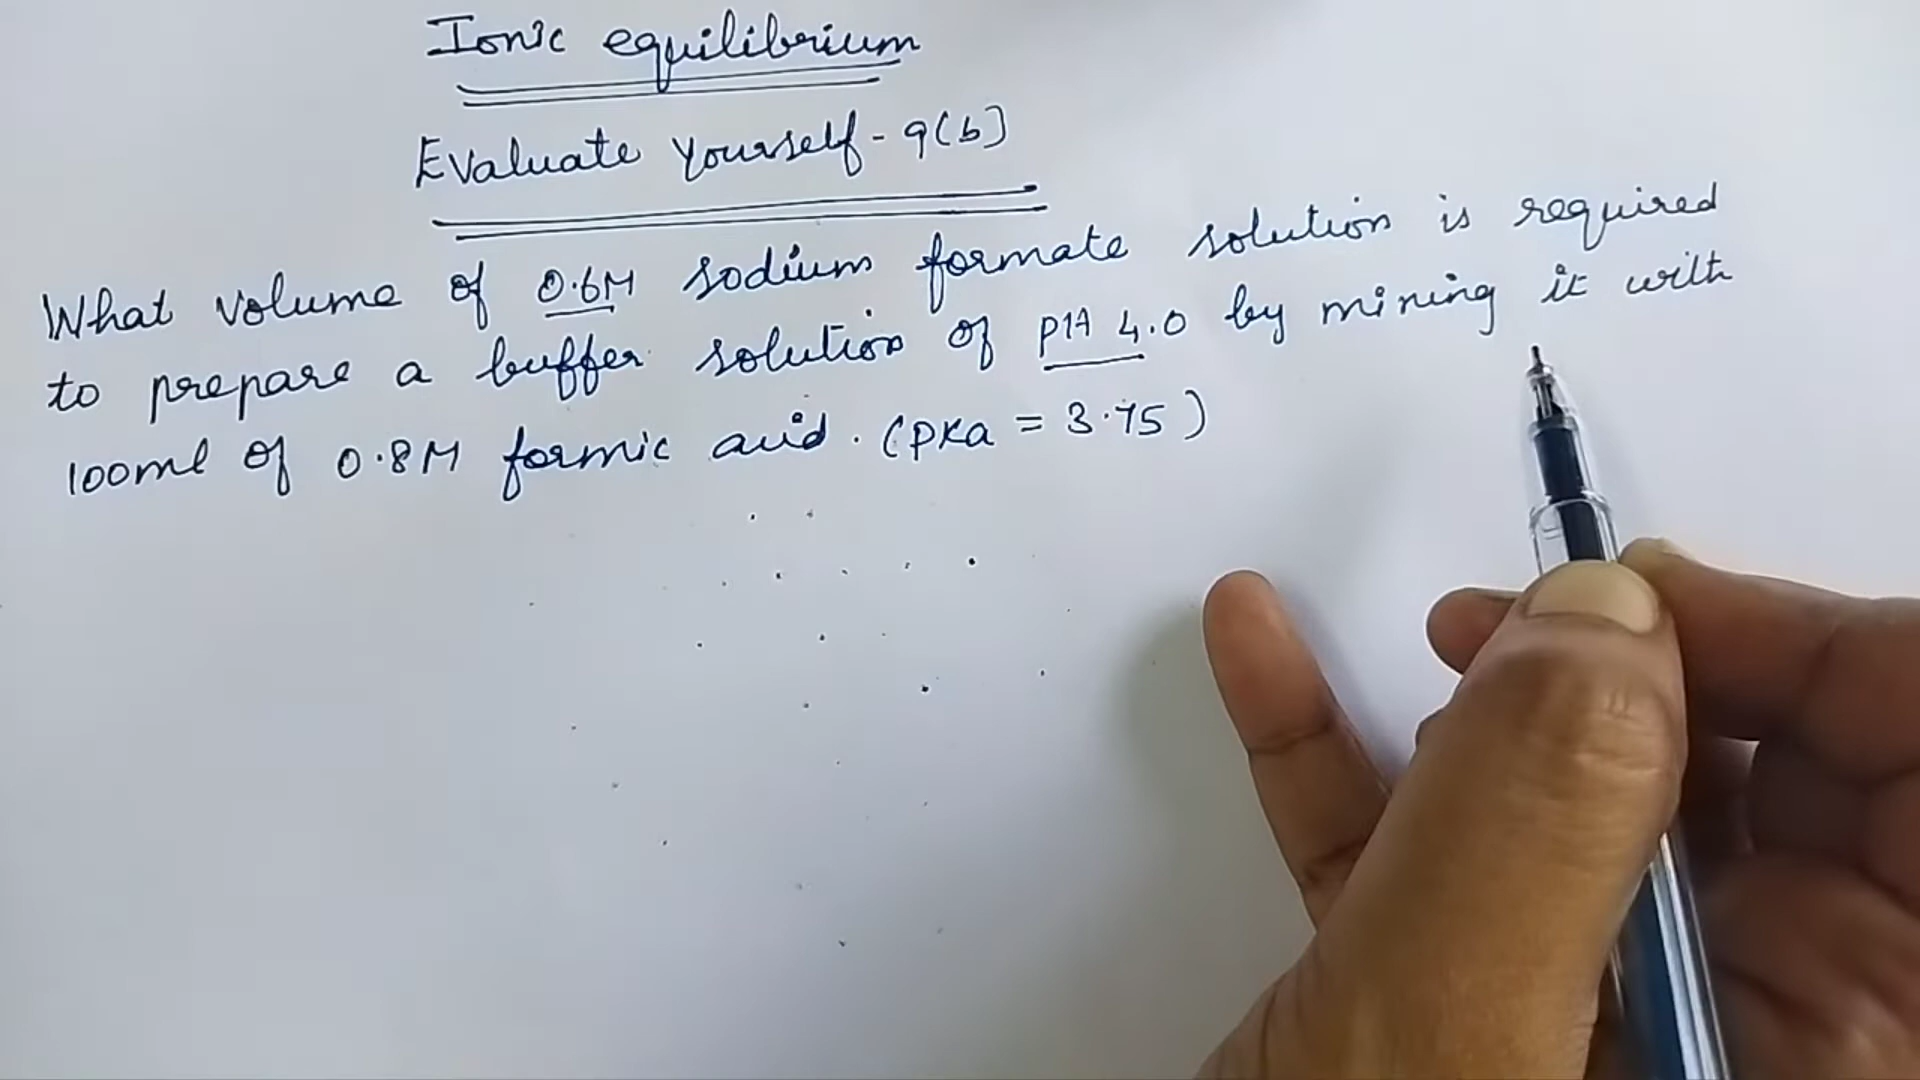 Ionic equilibrium
Evaluate yourself - 9(b)
What volume of 0.6M sodium formate solution is required
to prepare a buffer solution of pH 4.0 by mixing it with
100ml of 0.8M formic acid. (pKa = 3.75)